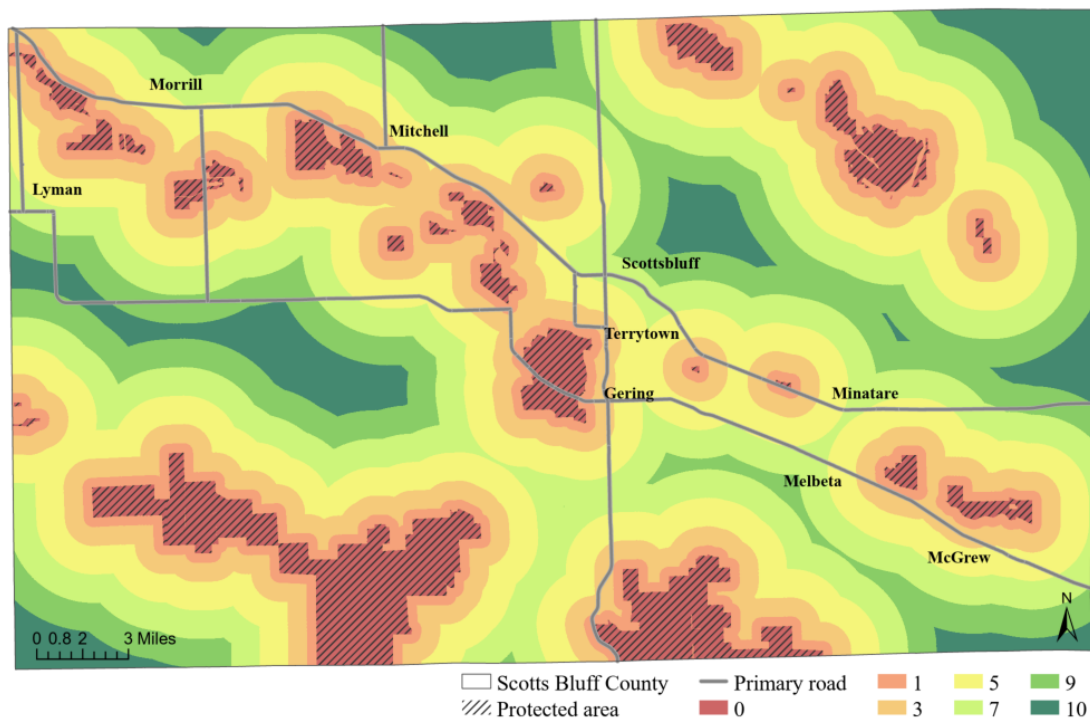 Morrill
Mitchell
Lyman
Scottsbluff
Terrytown
Gering
Minatare
Melbeta
McGrew
N
0 0.8 2 3 Miles
Scotts Bluff County Primary road 1 5 9
Protected area 0 3 7 10